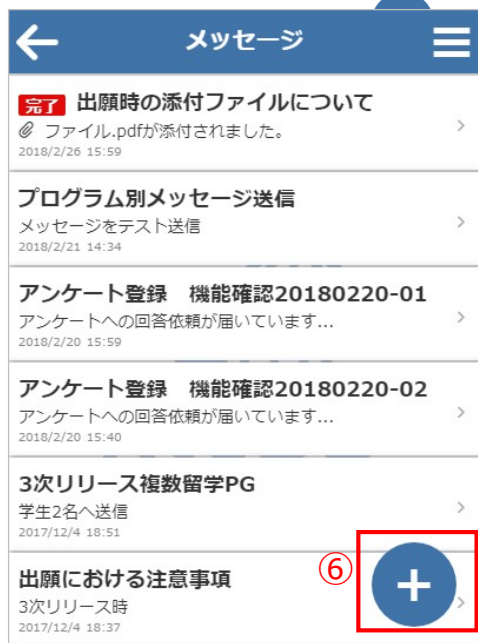 メッセージ
完了 出願時の添付ファイルについて
ファイル.pdfが添付されました。
2018/2/26 15:59
プログラム別メッセージ送信
メッセージをテスト送信
2018/2/21 14:34
アンケート登録 機能確認20180220-01
アンケートへの回答依頼が届いています...
2018/2/20 15:59
アンケート登録 機能確認20180220-02
アンケートへの回答依頼が届いています...
2018/2/20 15:40
3次リリース複数留学PG
学生2名へ送信
2017/12/4 18:51
⑥
出願における注意事項
3次リリース時
2017/12/4 18:37